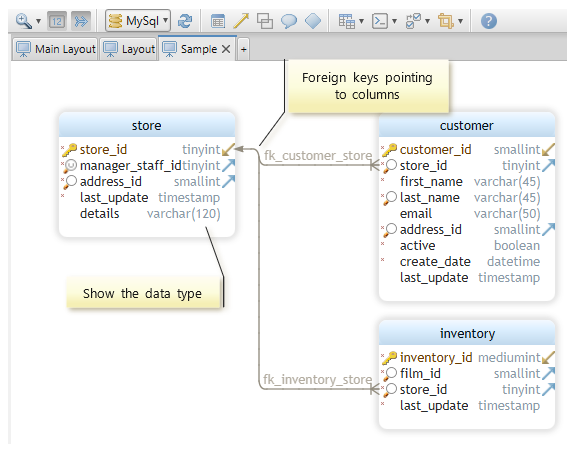 12 MySql ?
Main Layout Layout Sample +
Foreign keys pointing
to columns
store
store_id tinyint
manager_staff_id tinyint
address_id smallint
last_update timestamp
details varchar(120)
fk_customer_store
customer
customer_id smallint
store_id tinyint
first_name varchar(45)
last_name varchar(45)
email varchar(50)
address_id smallint
active boolean
create_date datetime
last_update timestamp
Show the data type
fk_inventory_store
inventory
inventory_id mediumint
film_id smallint
store_id tinyint
last_update timestamp